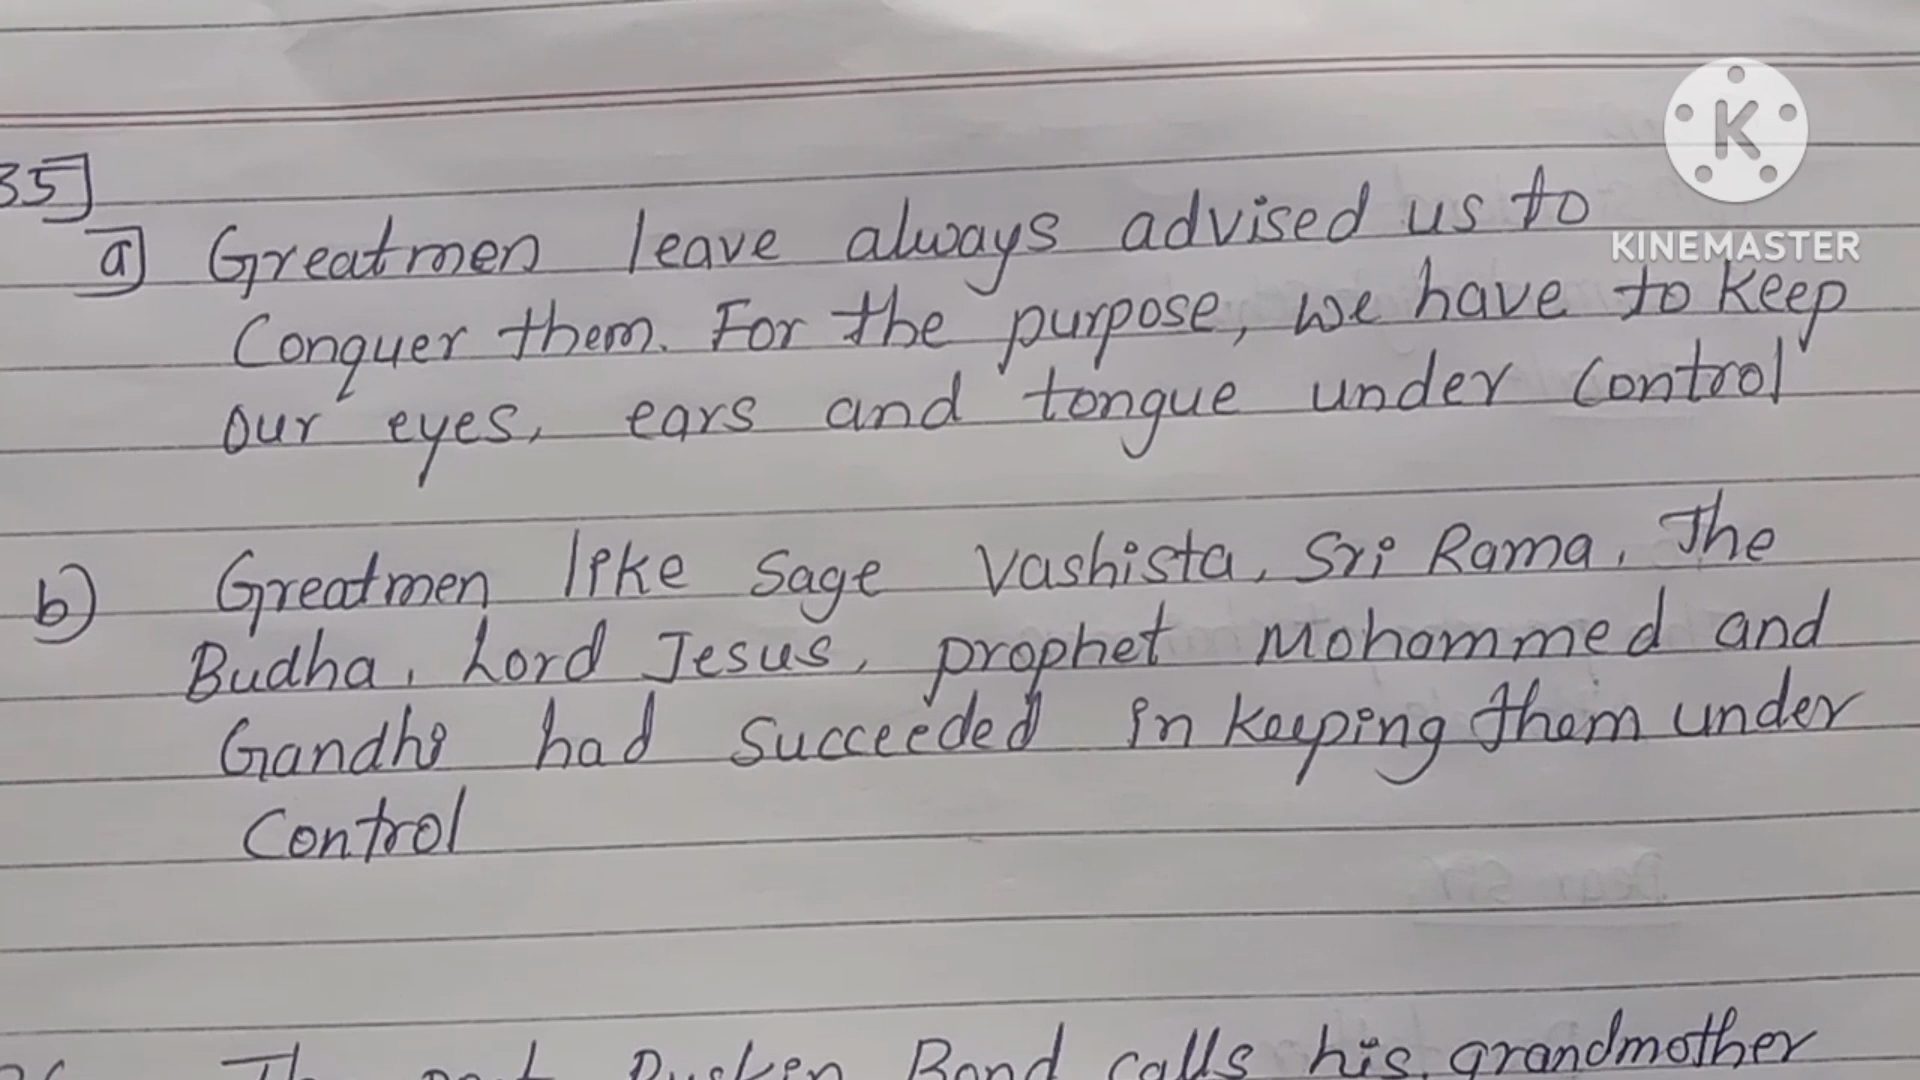 35]
a] Greatmen leave always advised us to
KINEMASTER
Conquer them. For the purpose, we have to keep
our eyes, ears and tongue under control
b) Greatmen like sage Vashista, Sri Rama, The
Budha, Lord Jesus, prophet Mohammed and
Gandhi had succeeded in keeping them under
Control
Bond calls his grandmother